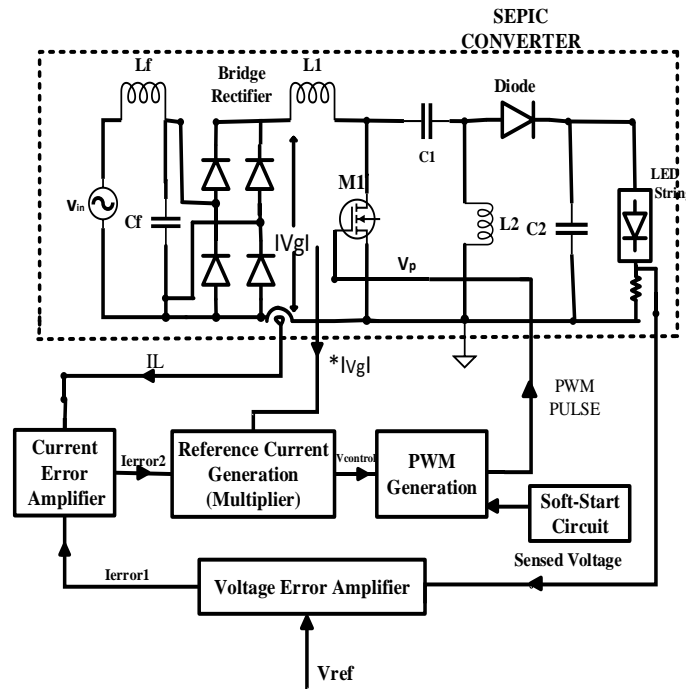 SEPIC
CONVERTER
Lf
Bridge
Rectifier
L1
Diode
C1
M1
LED
Strin
Vin
Cf
|Vg|
L2
C2
Vp
IL
*|Vg|
PWM
PULSE
Current
Error
Amplifier
Ierror2
Reference Current
Generation
(Multiplier)
Vcontrol
PWM
Generation
Soft-Start
Circuit
Sensed Voltage
Ierror1
Voltage Error Amplifier
Vref